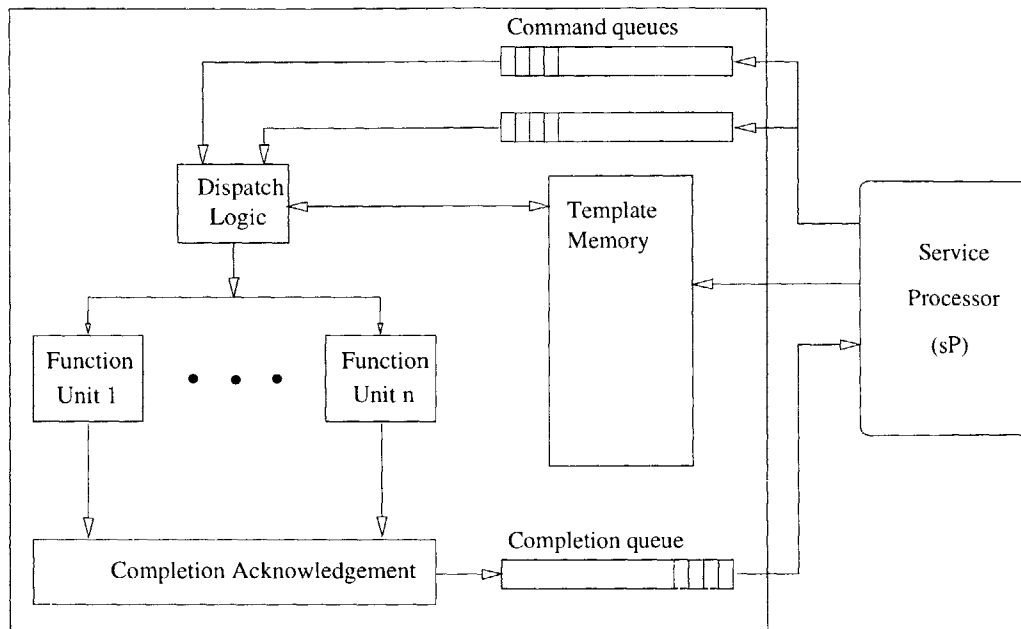 Command queues
Dispatch
Logic
Template
Memory
Service
Processor
(sP)
Function
Unit 1
Function
Unit n
Completion queue
Completion Acknowledgement